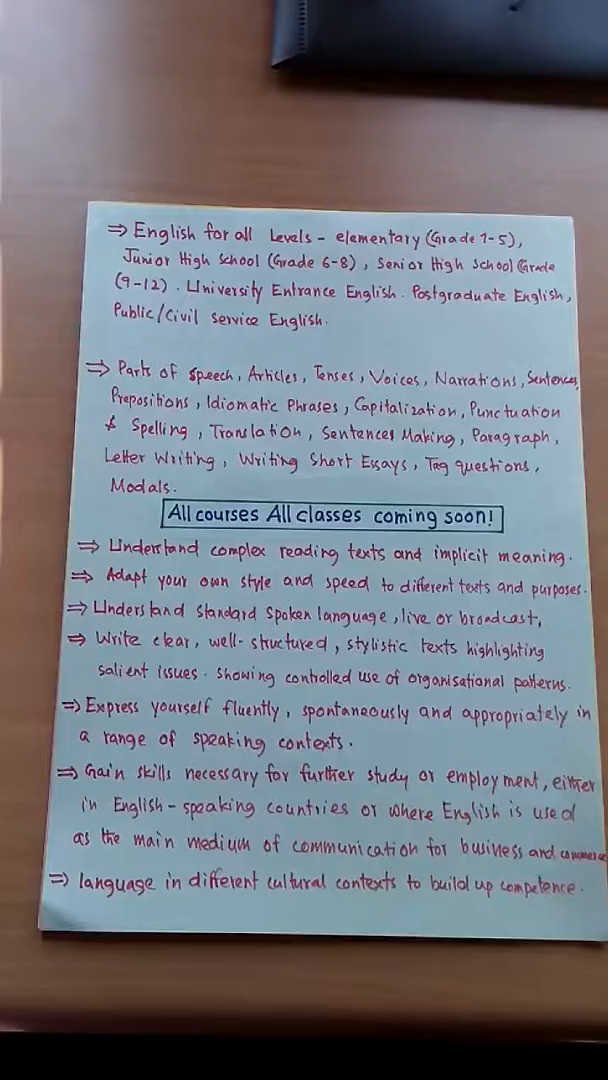 ⇒ English for all Levels - elementary (Grade 1-5),
Junior High School (Grade 6-8), Senior High School (Grade
(9-12). University Entrance English. Postgraduate English,
Public/Civil Service English.
⇒ Parts of Speech, Articles, Tenses, Voices, Narrations, Sentences,
Prepositions, Idiomatic Phrases, Capitalization, Punctuation
& Spelling, Translation, Sentences Making, Paragraph,
Letter Writing, Writing Short Essays, Tag questions,
Modals.
All courses All classes coming soon!
⇒ Understand complex reading texts and implicit meaning.
⇒ Adapt your own style and speed to different texts and purposes.
⇒ Understand standard spoken language, live or broadcast,
⇒ Write clear, well-structured, stylistic texts highlighting
salient issues. showing controlled use of organisational patterns.
⇒ Express yourself fluently, spontaneously and appropriately in
a range of speaking contexts.
⇒ Gain skills necessary for further study or employment, either
in English-speaking countries or where English is used
as the main medium of communication for business and commerce
⇒ language in different cultural contexts to build up competence.